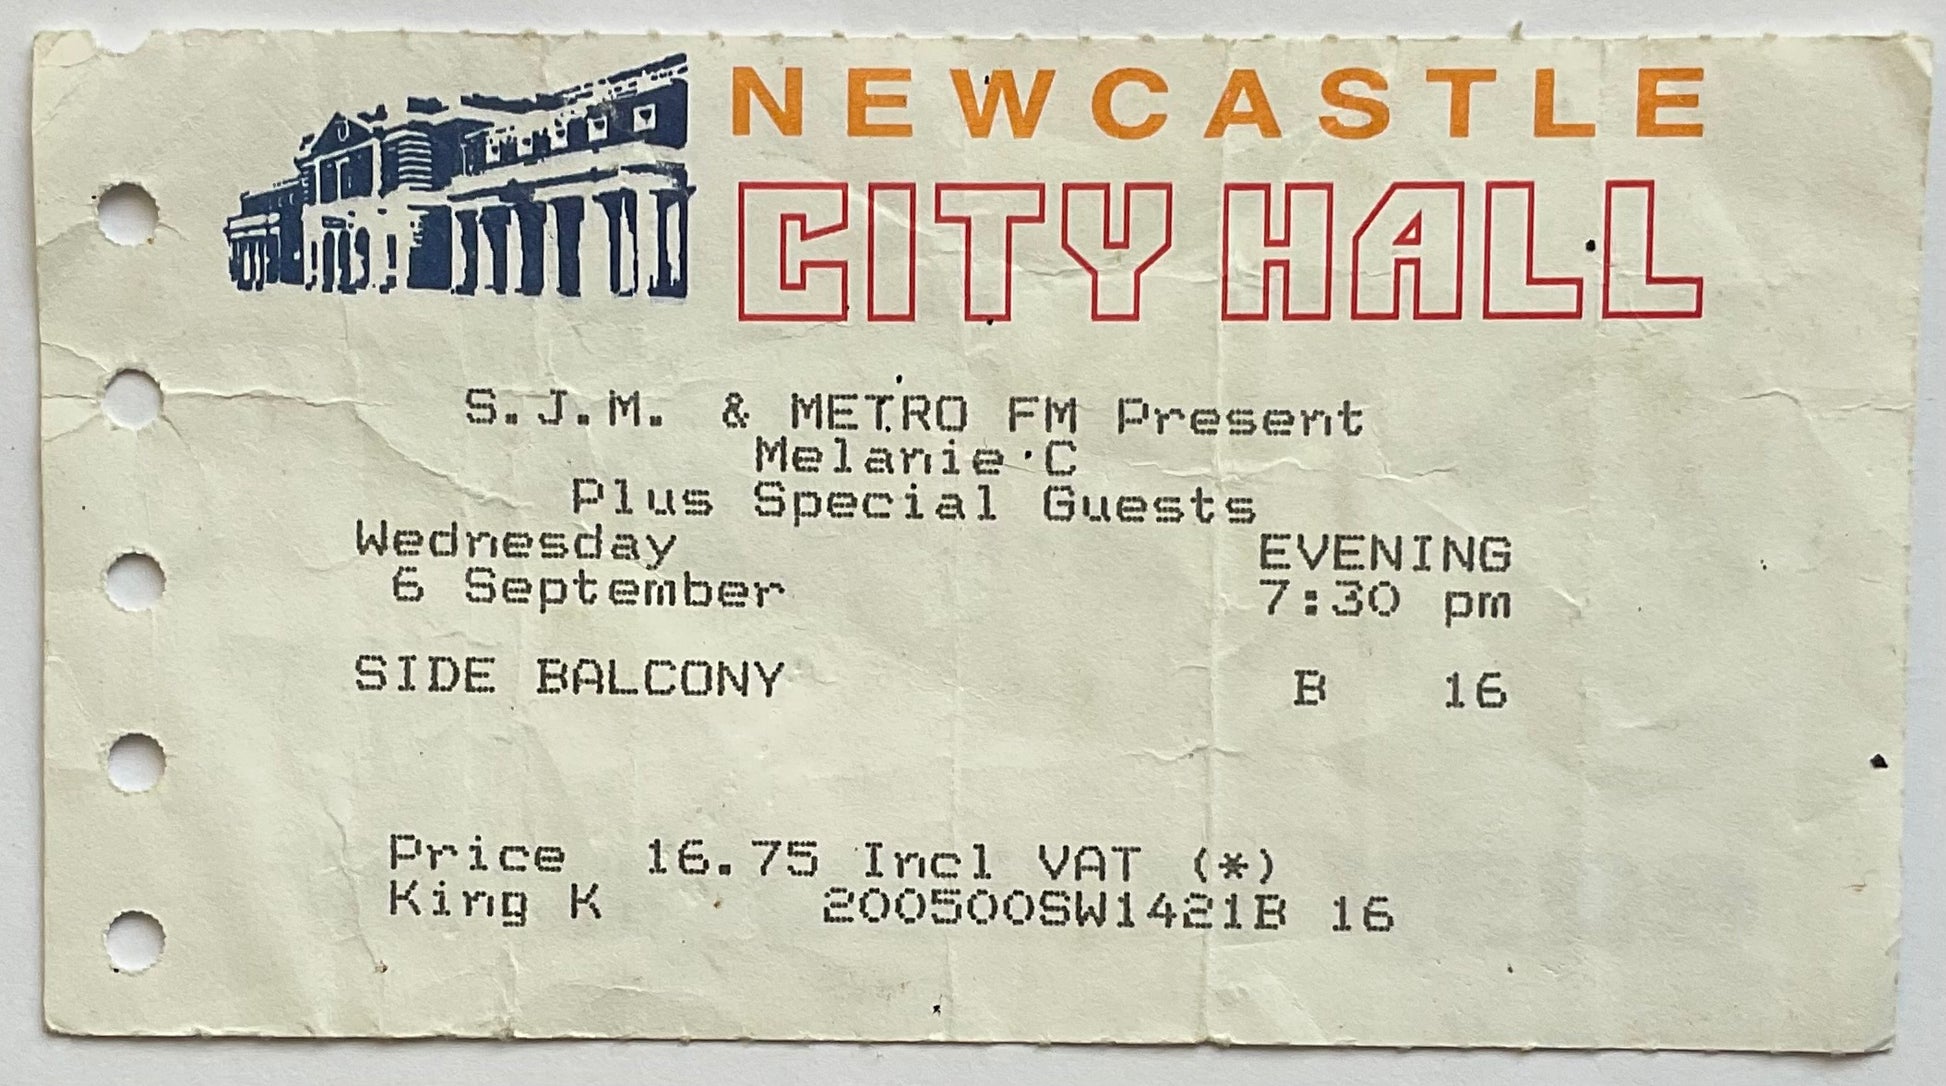 NEWCASTLE
CITY HALL
S.J.M. & METRO FM Present
Melanie C
Plus Special Guests
Wednesday EVENING
6 September 7:30 pm
SIDE BALCONY B 16
Price 16.75 Incl VAT (*)
King K 200500SW1421B 16